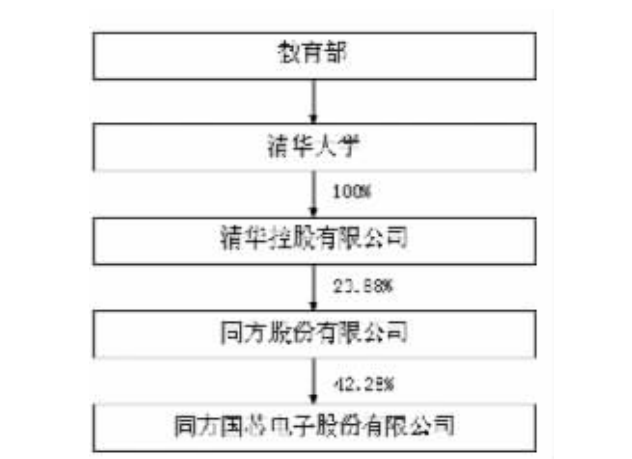 教育部
清华大学
100%
清华控股有限公司
同方股份有限公司
42.28%
同方国芯电子股份有限公司